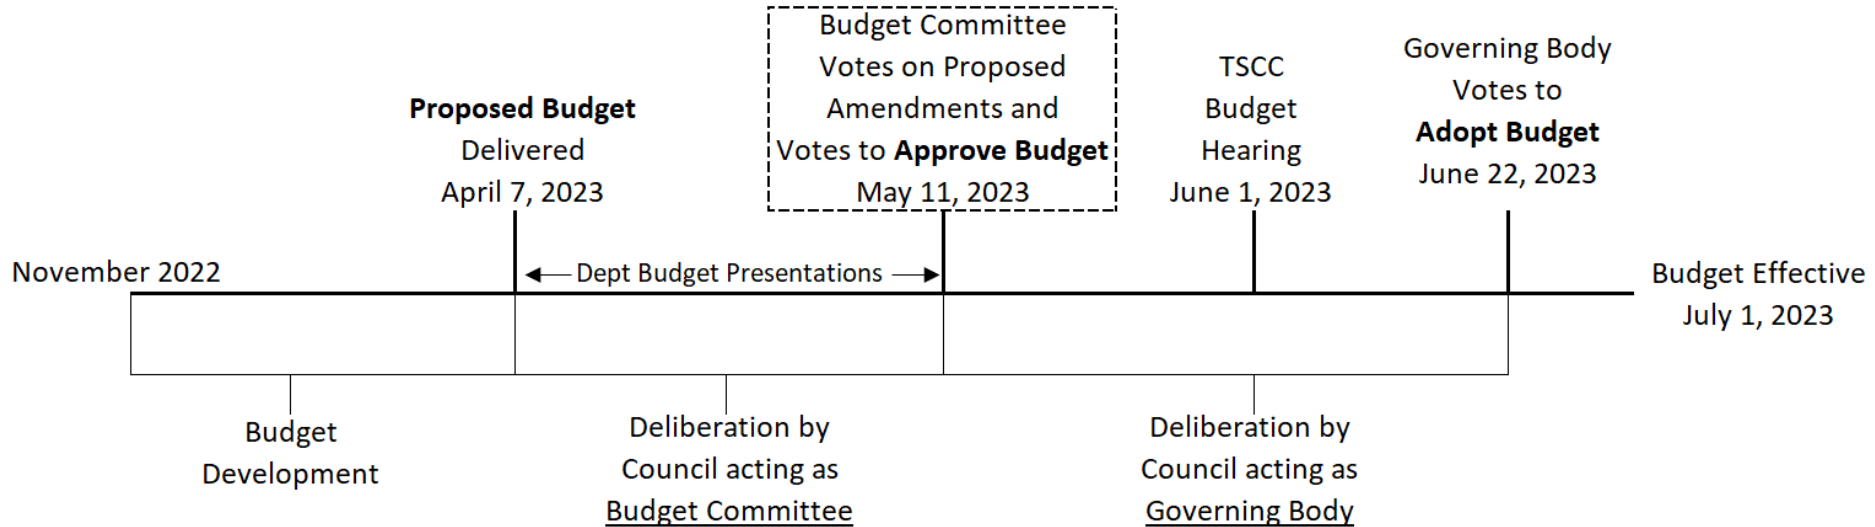 Proposed Budget
Delivered
April 7, 2023
Budget Committee
Votes on Proposed
Amendments and
Votes to Approve Budget
May 11, 2023
TSCC
Budget
Hearing
June 1, 2023
Governing Body
Votes to
Adopt Budget
June 22, 2023
November 2022
Dept Budget Presentations
Budget Effective
July 1, 2023
Budget
Development
Deliberation by
Council acting as
Budget Committee
Deliberation by
Council acting as
Governing Body